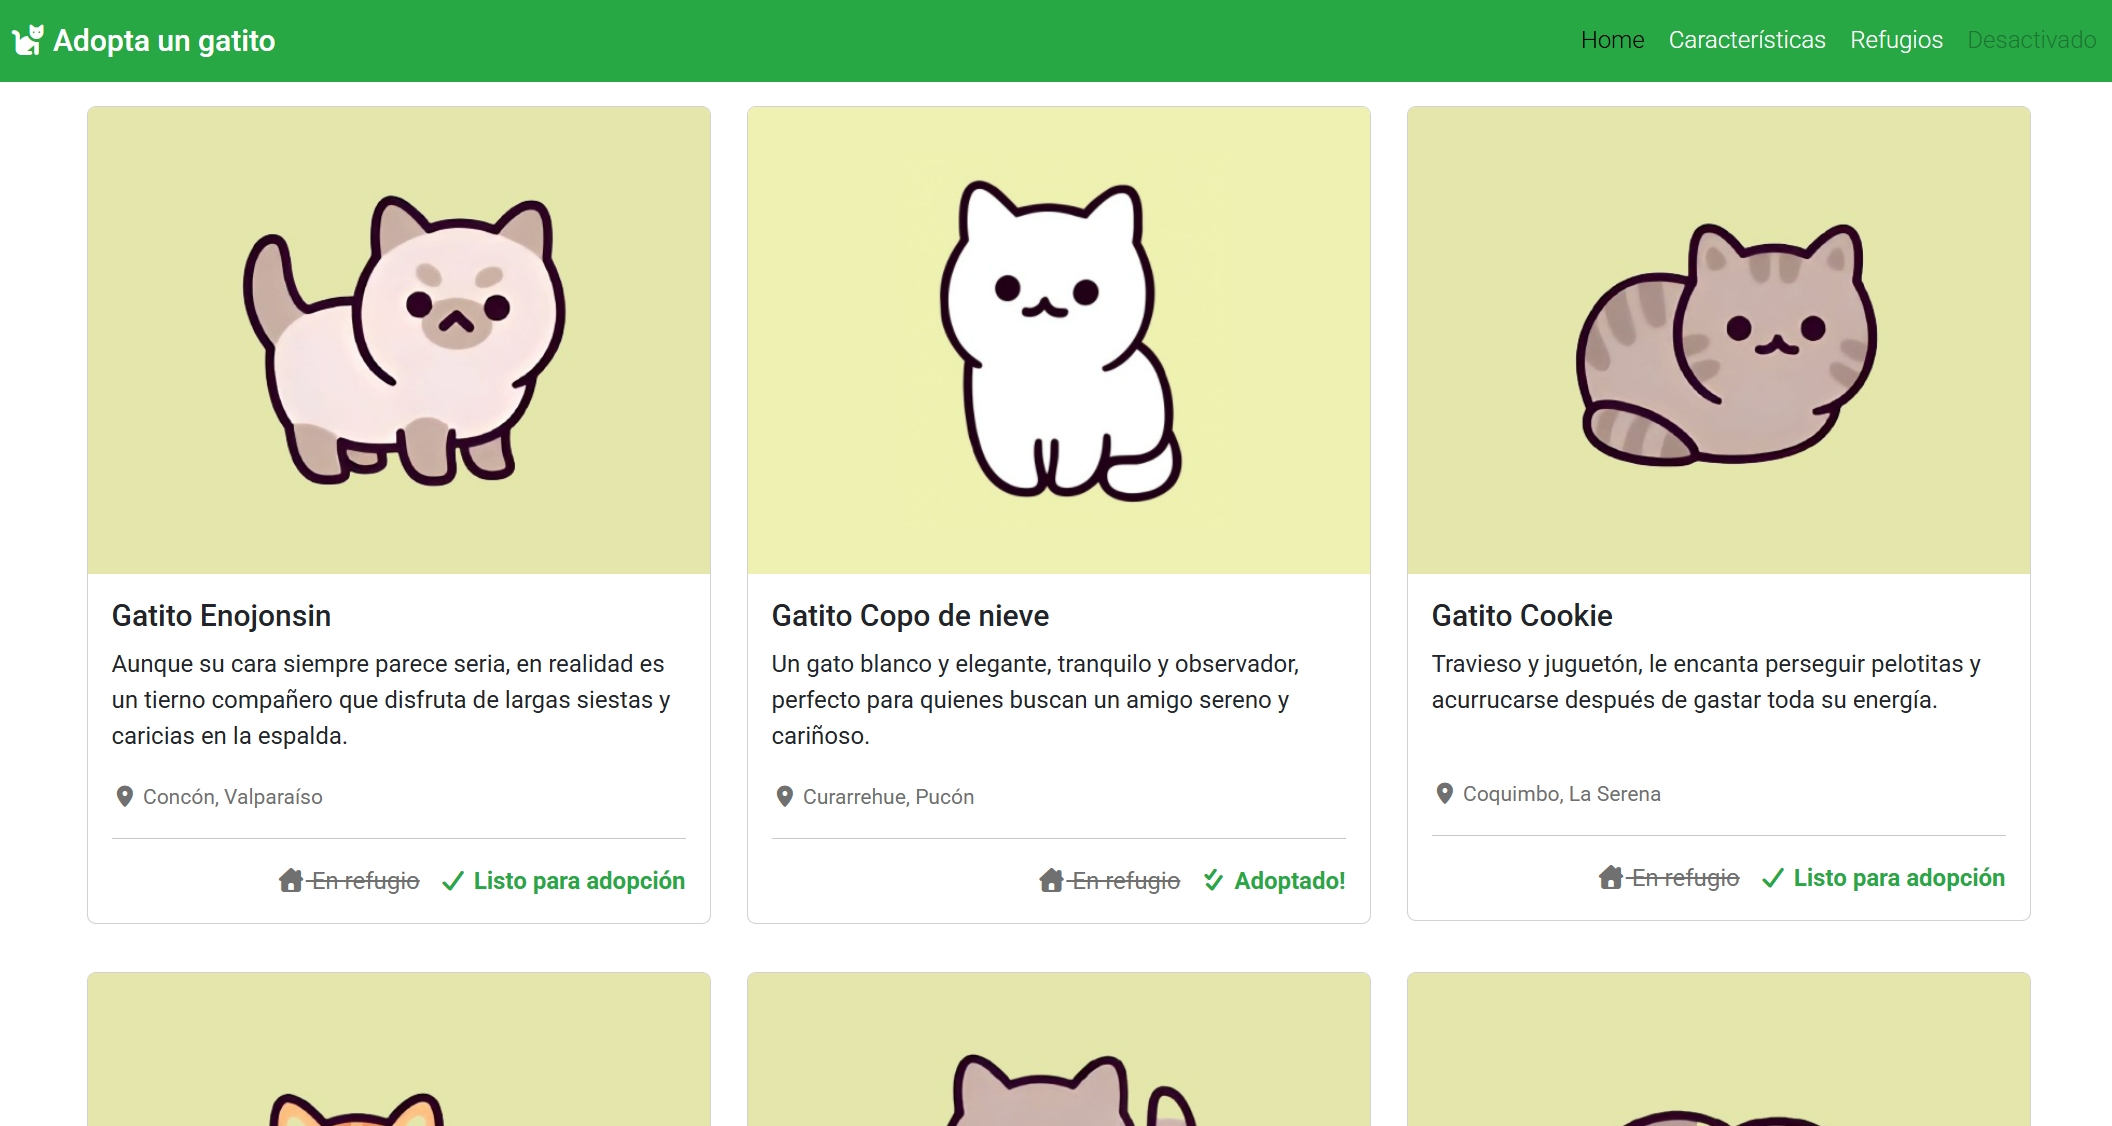 Adopta un gatito
Home Características Refugios Desactivado
Gatito Enojonsin
Aunque su cara siempre parece seria, en realidad es
un tierno compañero que disfruta de largas siestas y
caricias en la espalda.
Concón, Valparaíso
En refugio Listo para adopción
Gatito Copo de nieve
Un gato blanco y elegante, tranquilo y observador,
perfecto para quienes buscan un amigo sereno y
cariñoso.
Curarrehue, Pucón
En refugio Adoptado!
Gatito Cookie
Travieso y juguetón, le encanta perseguir pelotitas y
acurrucarse después de gastar toda su energía.
Coquimbo, La Serena
En refugio Listo para adopción